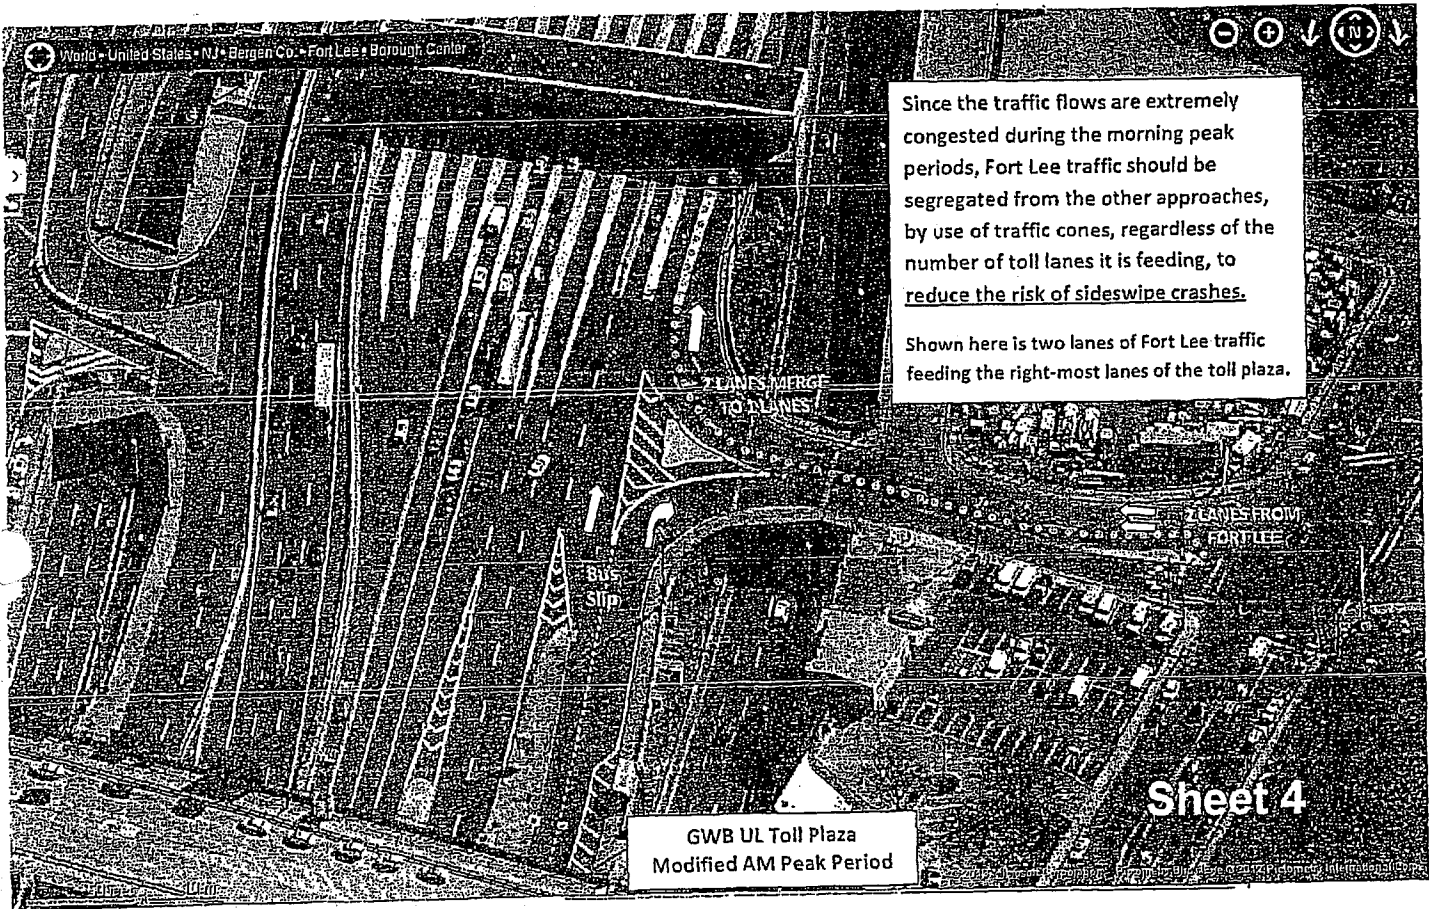 World • United States • NJ • Bergen Co. • Fort Lee • Borough Center
N
Since the traffic flows are extremely
congested during the morning peak
periods, Fort Lee traffic should be
segregated from the other approaches,
by use of traffic cones, regardless of the
number of toll lanes it is feeding, to
reduce the risk of sideswipe crashes.
Shown here is two lanes of Fort Lee traffic
feeding the right-most lanes of the toll plaza.
2 LANES MERGE
TO 1 LANES
2 LANES FROM
FORT LEE
Bus
Slip
Sheet 4
GWB UL Toll Plaza
Modified AM Peak Period